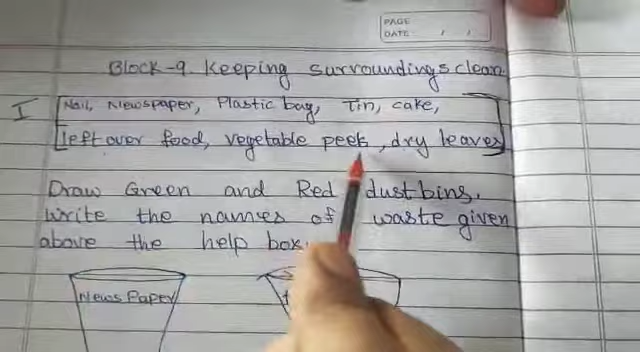 PAGE
DATE / /
Block-9. Keeping surroundings clean
I [Nail, Newspaper, Plastic bag, Tin, cake,
left over food, vegetable peels, dry leaves]
Draw Green and Red dustbins.
Write the names of waste given
above the help box.
News Paper